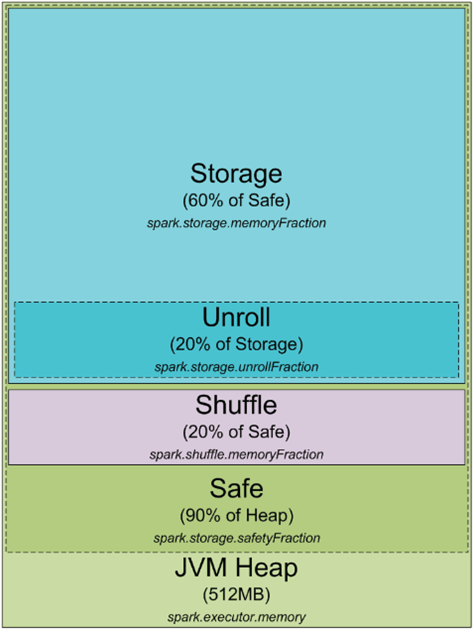 Storage
(60% of Safe)
spark.storage.memoryFraction
Unroll
(20% of Storage)
spark.storage.unrollFraction
Shuffle
(20% of Safe)
spark.shuffle.memoryFraction
Safe
(90% of Heap)
spark.storage.safetyFraction
JVM Heap
(512MB)
spark.executor.memory